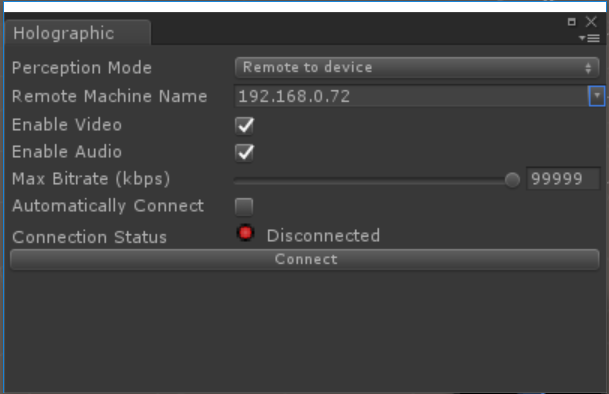 Holographic
Perception Mode Remote to device
Remote Machine Name 192.168.0.72
Enable Video
Enable Audio
Max Bitrate (kbps) 99999
Automatically Connect
Connection Status Disconnected
Connect